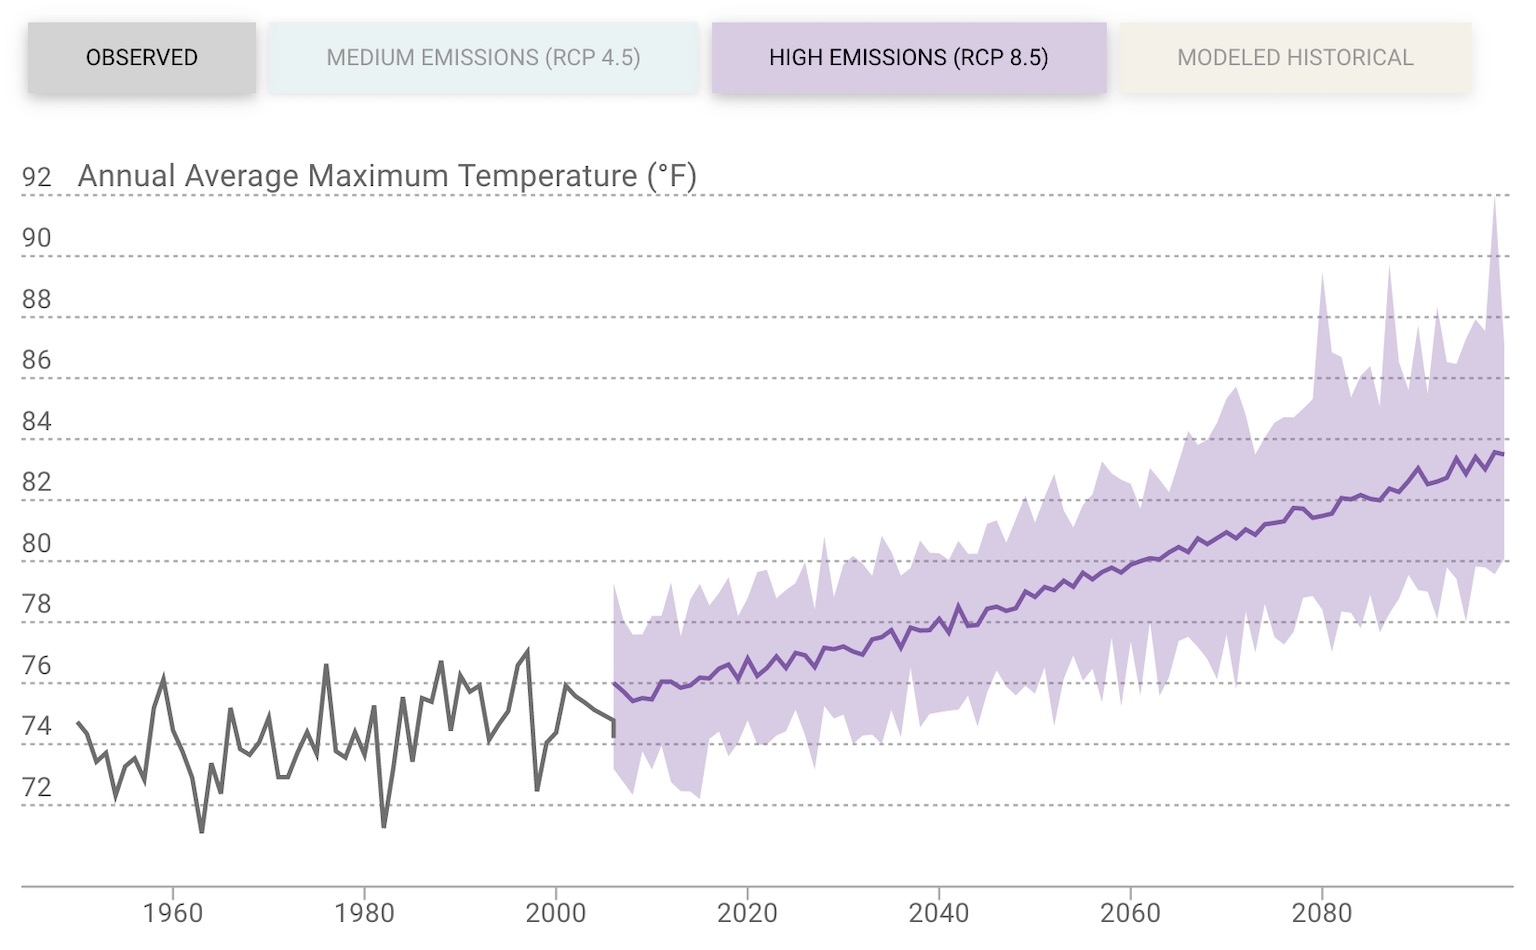 OBSERVED
MEDIUM EMISSIONS (RCP 4.5)
HIGH EMISSIONS (RCP 8.5)
MODELED HISTORICAL
92 Annual Average Maximum Temperature (°F)
90
88
86
84
82
80
78
76
74
72
1960 1980 2000 2020 2040 2060 2080